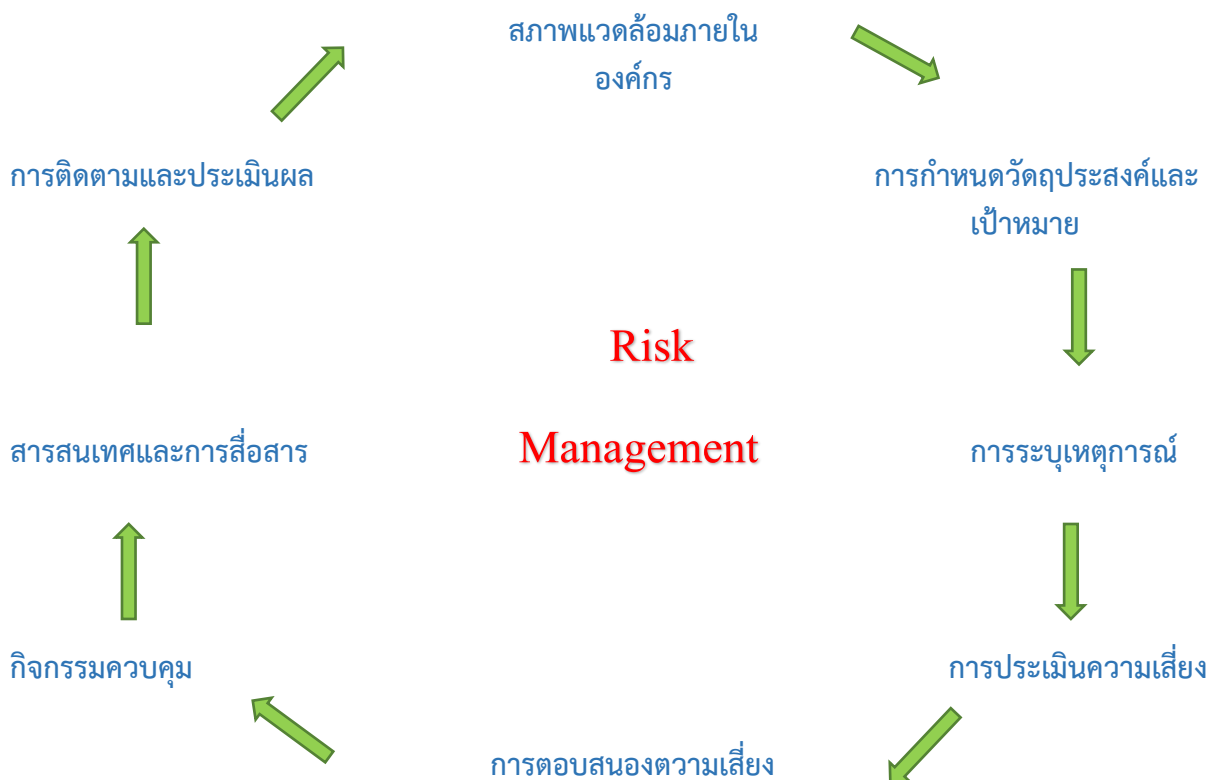 สภาพแวดล้อมภายใน
องค์กร
การติดตามและประเมินผล
การกำหนดวัดฤประสงค์และ
เป้าหมาย
Risk
Management
สารสนเทศและการสื่อสาร
การระบุเหตุการณ์
กิจกรรมควบคุม
การประเมินความเสี่ยง
การตอบสนองตวามเสี่ยง